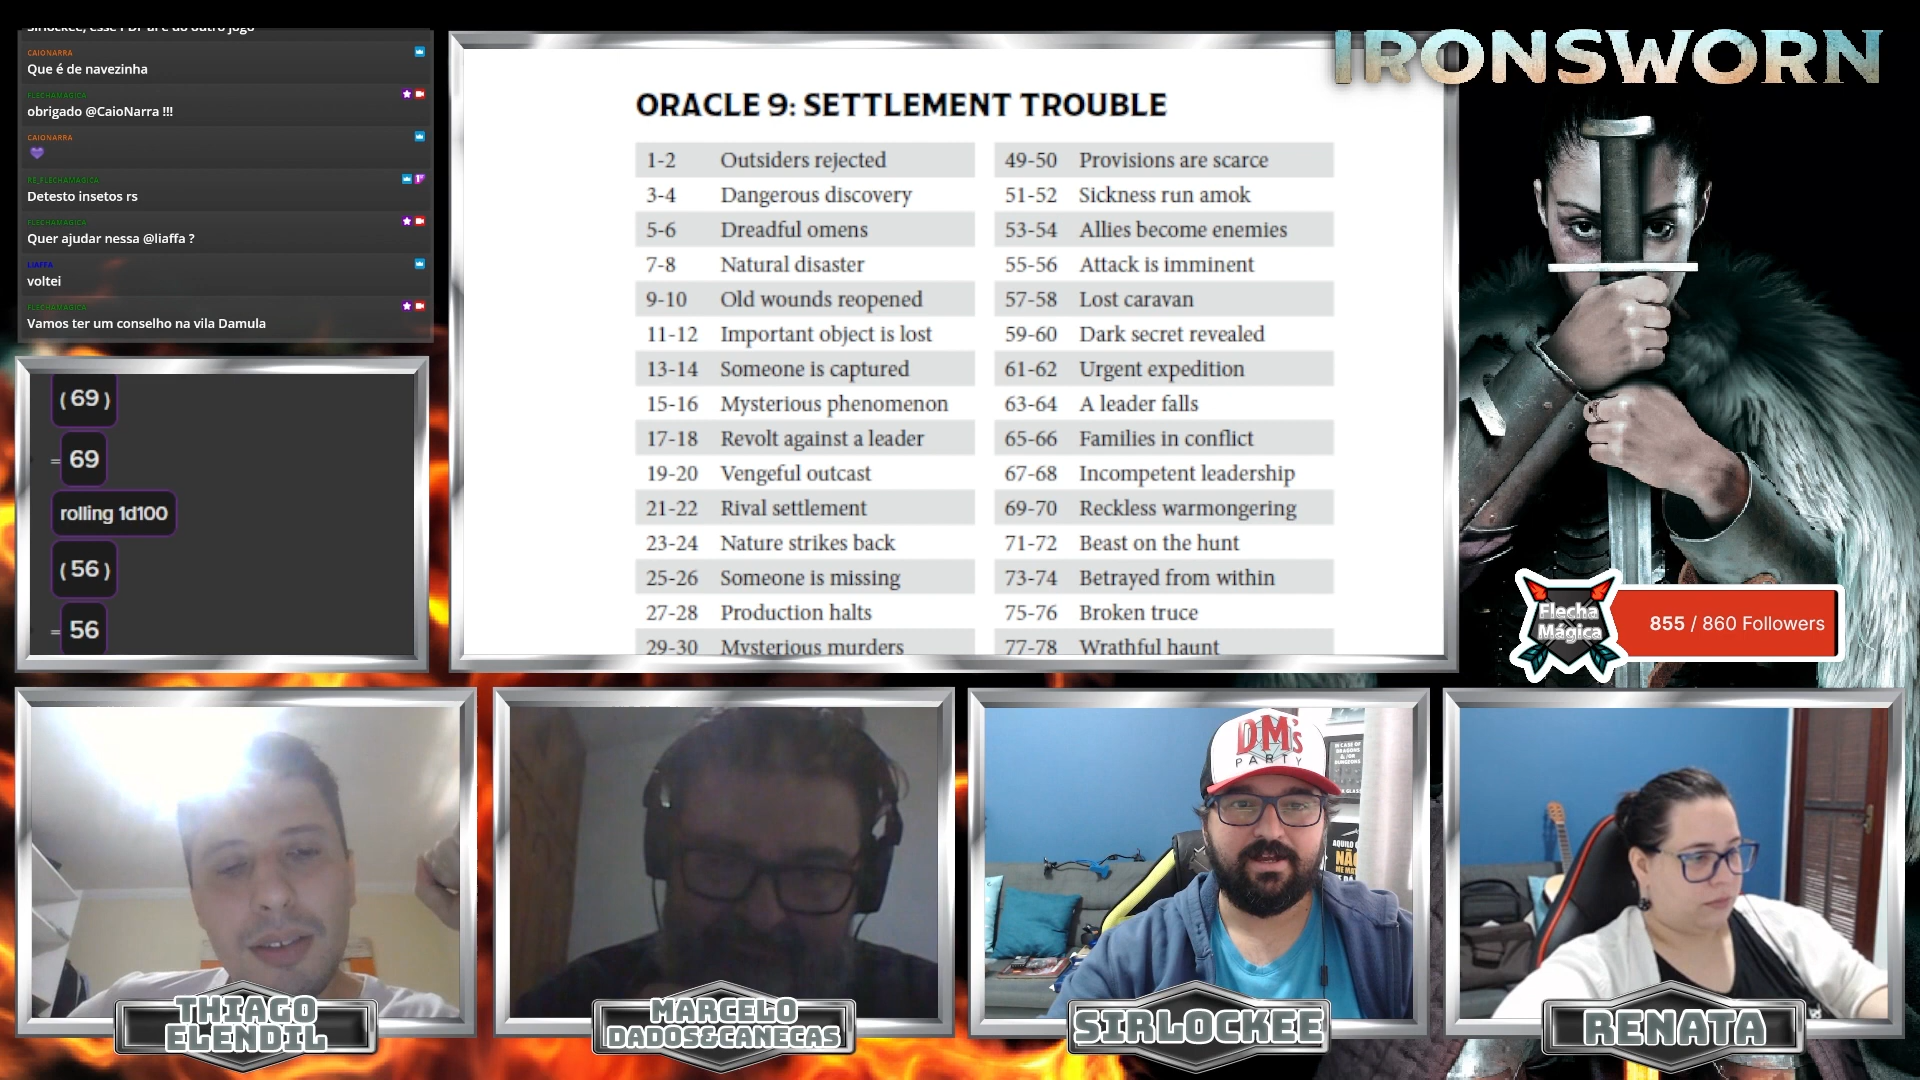 CAIONARRA
Que é de navezinha
FLECHAMAGICA
obrigado @CaioNarra !!!
CAIONARRA
RE_FLECHAMAGICA
Detesto insetos rs
FLECHAMAGICA
Quer ajudar nessa @liaffa ?
LIAFFA
voltei
FLECHAMAGICA
Vamos ter um conselho na vila Damula
( 69 )
= 69
rolling 1d100
( 56 )
= 56
IRONSWORN
ORACLE 9: SETTLEMENT TROUBLE
1-2 Outsiders rejected
3-4 Dangerous discovery
5-6 Dreadful omens
7-8 Natural disaster
9-10 Old wounds reopened
11-12 Important object is lost
13-14 Someone is captured
15-16 Mysterious phenomenon
17-18 Revolt against a leader
19-20 Vengeful outcast
21-22 Rival settlement
23-24 Nature strikes back
25-26 Someone is missing
27-28 Production halts
29-30 Mysterious murders
49-50 Provisions are scarce
51-52 Sickness run amok
53-54 Allies become enemies
55-56 Attack is imminent
57-58 Lost caravan
59-60 Dark secret revealed
61-62 Urgent expedition
63-64 A leader falls
65-66 Families in conflict
67-68 Incompetent leadership
69-70 Reckless warmongering
71-72 Beast on the hunt
73-74 Betrayed from within
75-76 Broken truce
77-78 Wrathful haunt
Flecha
Mágica
855 / 860 Followers
DM's
PARTY
AQUILO
NÃO
THIAGO
ELENDIL
MARCELO
DADOS&CANECAS
SIRLOCKEE
RENATA